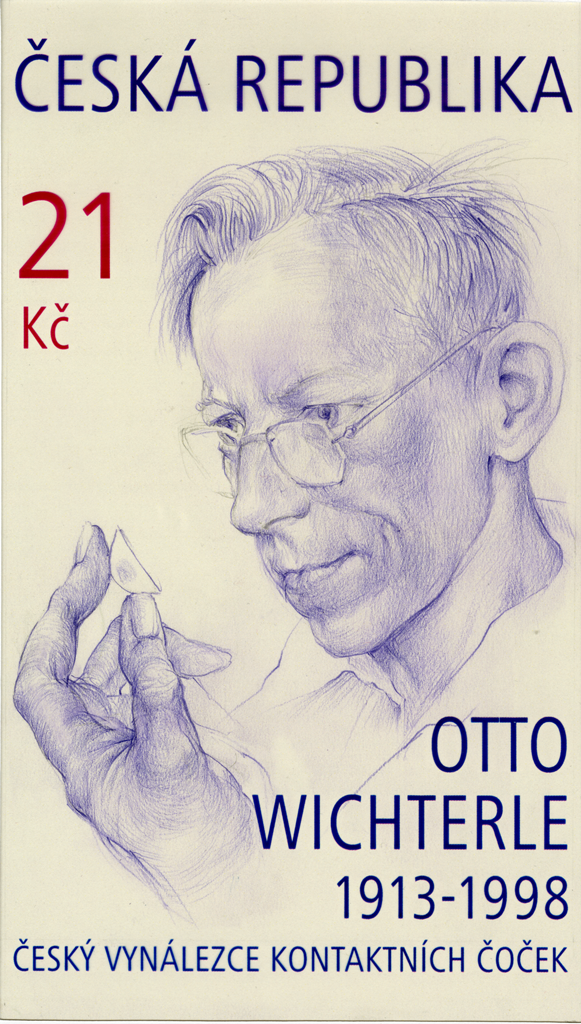 ČESKÁ REPUBLIKA
21
Kč
OTTO
WICHTERLE
1913-1998
ČESKÝ VYNÁLEZCE KONTAKTNÍCH ČOČEK